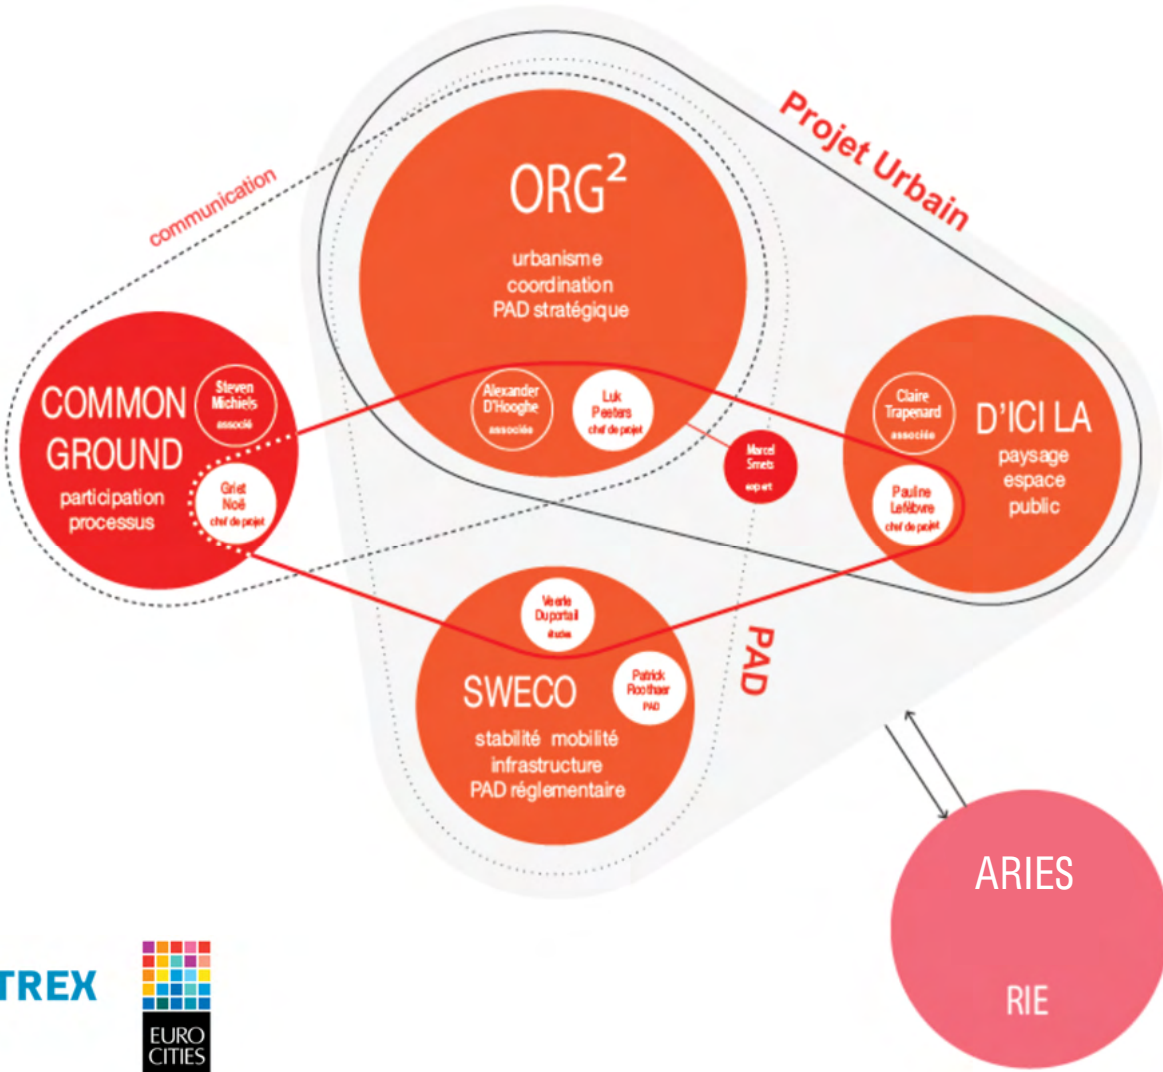 Projet Urbain
communication
ORG²
urbanisme
coordination
PAD stratégique
Alexander
D'Hooghe
associée
Luk
Peeters
chef de projet
COMMON
GROUND
participation
processus
Steven
Michiels
associé
Griet
Noë
chef de projet
Marcel
Smets
expert
Claire
Trapenard
associée
D'ICI LA
paysage
espace
public
Pauline
Lefèbvre
chef de projet
Veerle
Duportail
études
SWECO
Patrick
Roothaer
PAD
stabilité mobilité
infrastructure
PAD réglementaire
PAD
ARIES
RIE
TREX
EURO
CITIES